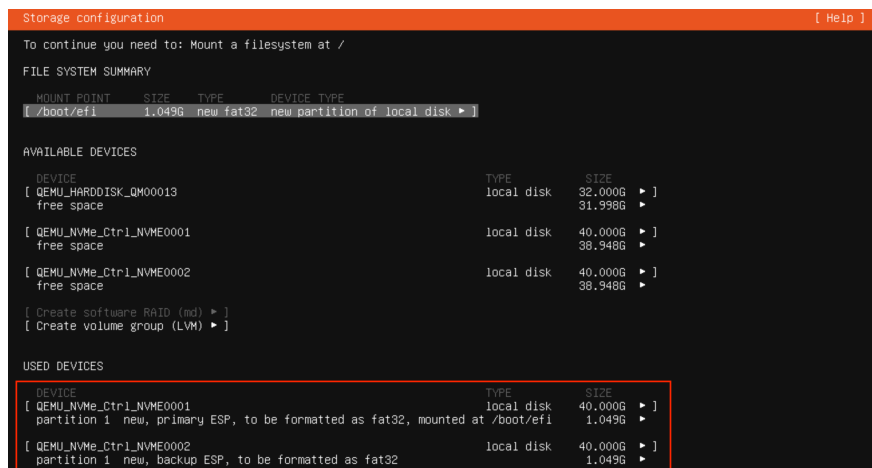 Storage configuration [ Help ]
To continue you need to: Mount a filesystem at /
FILE SYSTEM SUMMARY
MOUNT POINT SIZE TYPE DEVICE TYPE
[ /boot/efi 1.049G new fat32 new partition of local disk ▸ ]
AVAILABLE DEVICES
DEVICE TYPE SIZE
[ QEMU_HARDDISK_QM00013 local disk 32.000G ▸ ]
free space 31.998G ▸
[ QEMU_NVMe_Ctrl_NVME0001 local disk 40.000G ▸ ]
free space 38.948G ▸
[ QEMU_NVMe_Ctrl_NVME0002 local disk 40.000G ▸ ]
free space 38.948G ▸
[ Create software RAID (md) ▸ ]
[ Create volume group (LVM) ▸ ]
USED DEVICES
DEVICE TYPE SIZE
[ QEMU_NVMe_Ctrl_NVME0001 local disk 40.000G ▸ ]
partition 1 new, primary ESP, to be formatted as fat32, mounted at /boot/efi 1.049G ▸
[ QEMU_NVMe_Ctrl_NVME0002 local disk 40.000G ▸ ]
partition 1 new, backup ESP, to be formatted as fat32 1.049G ▸